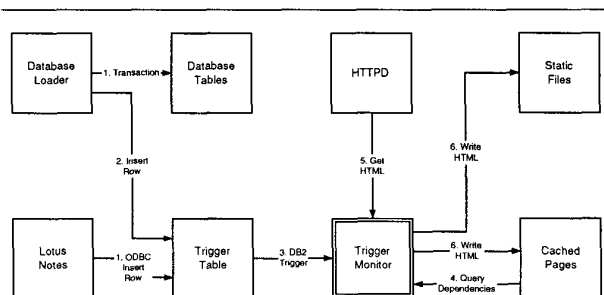 Database
Loader
1. Transaction
Database
Tables
HTTPD
Static
Files
2. Insert
Row
5. Get
HTML
6. Write
HTML
Lotus
Notes
1. ODBC
Insert
Row
Trigger
Table
3. DB2
Trigger
Trigger
Monitor
6. Write
HTML
4. Query
Dependencies
Cached
Pages